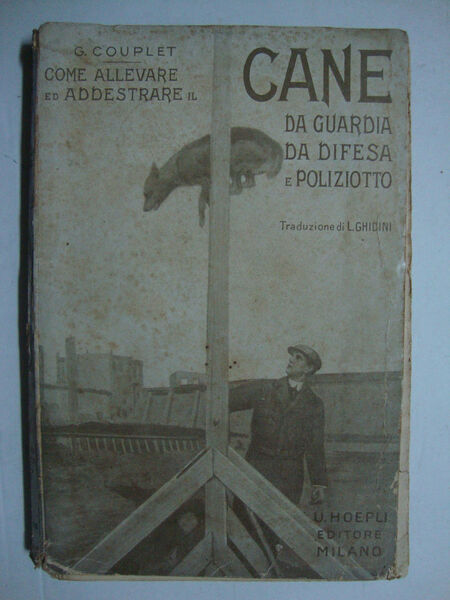 G. COUPLET
COME ALLEVARE
ED ADDESTRARE IL
CANE
DA GUARDIA
DA DIFESA
E POLIZIOTTO
Traduzione di L. GHIDINI
U. HOEPLI
EDITORE
MILANO